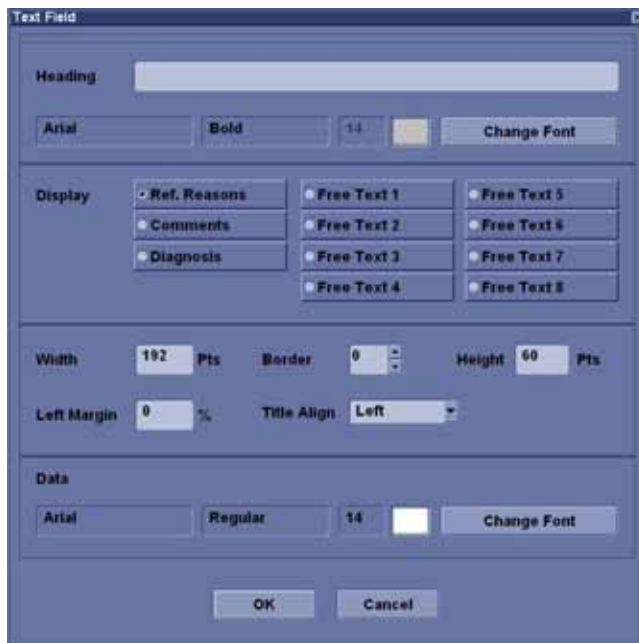 Text Field
Heading
Arial Bold 14 Change Font
Display Ref. Reasons Free Text 1 Free Text 5
Comments Free Text 2 Free Text 6
Diagnosis Free Text 3 Free Text 7
Free Text 4 Free Text 8
Width 192 Pts Border 0 Height 60 Pts
Left Margin 0 % Title Align Left
Data
Arial Regular 14 Change Font
OK Cancel